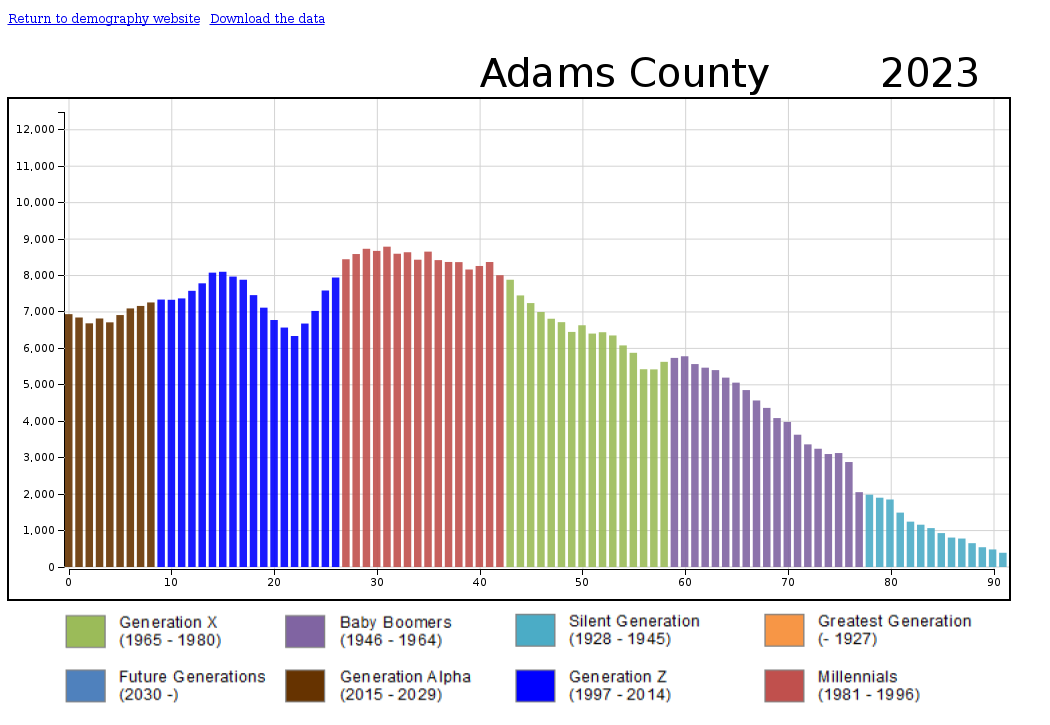 Return to demography website Download the data
Adams County 2023
12,000
11,000
10,000
9,000
8,000
7,000
6,000
5,000
4,000
3,000
2,000
1,000
0
0 10 20 30 40 50 60 70 80 90
Generation X Baby Boomers Silent Generation Greatest Generation
(1965 - 1980) (1946 - 1964) (1928 - 1945) (- 1927)
Future Generations Generation Alpha Generation Z Millennials
(2030 -) (2015 - 2029) (1997 - 2014) (1981 - 1996)